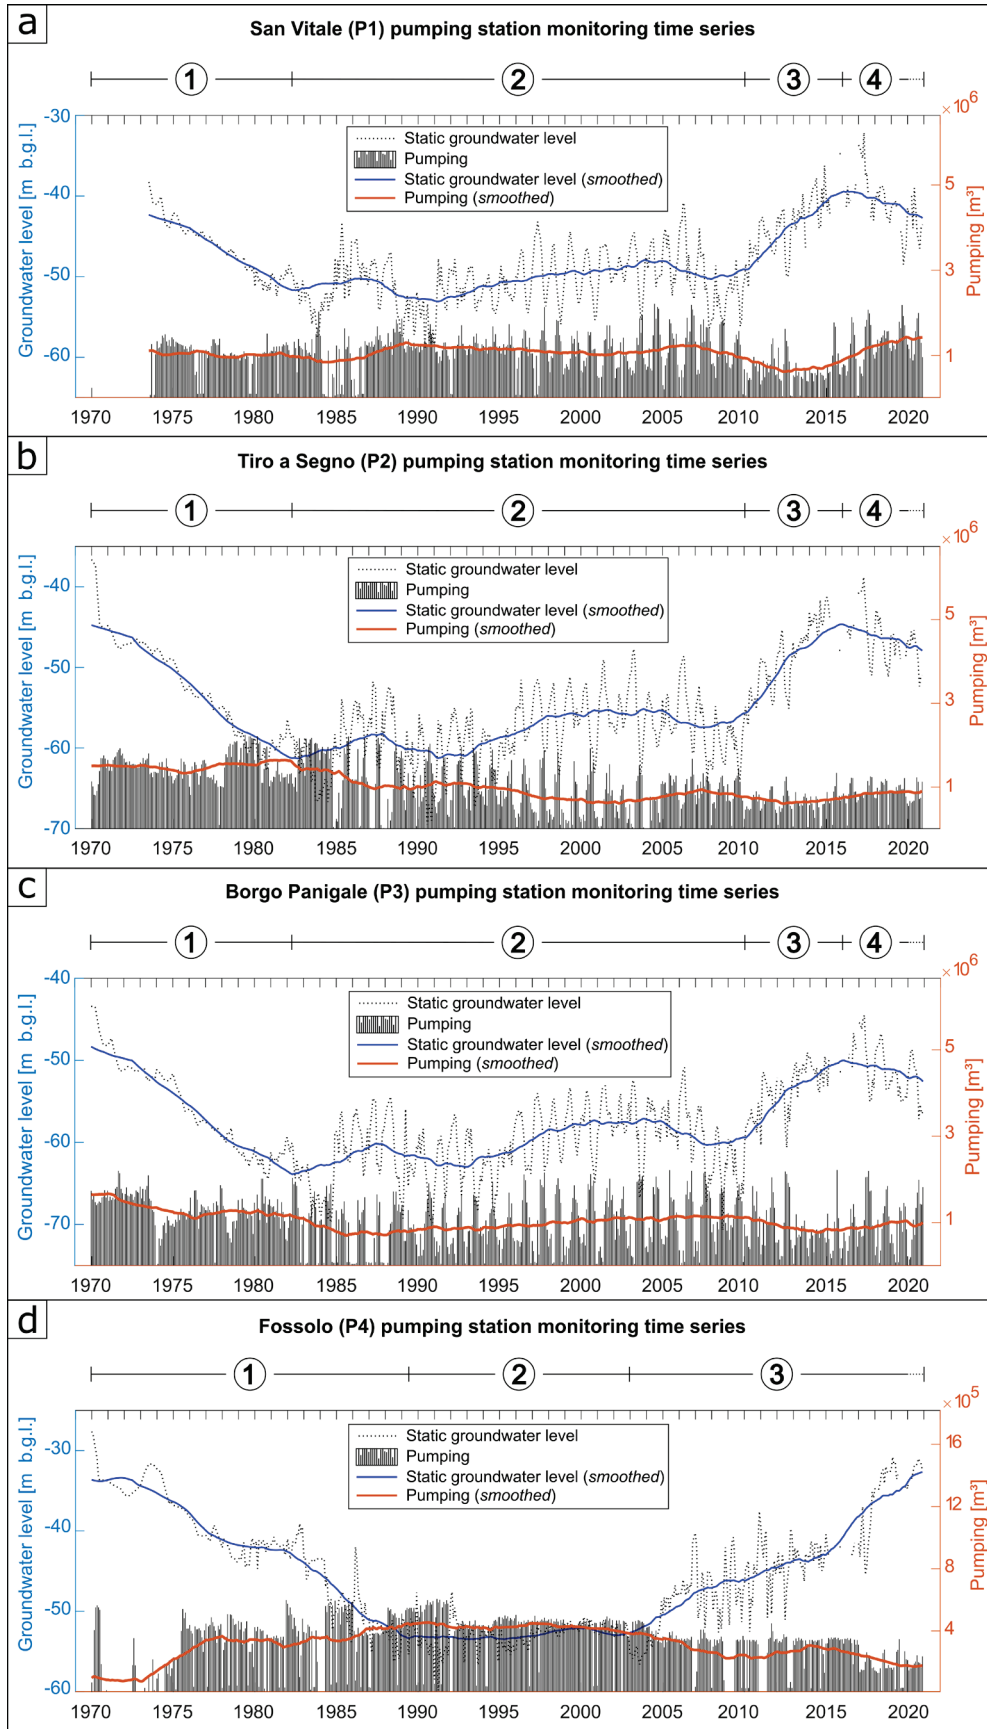 a
San Vitale (P1) pumping station monitoring time series
1 2 3 4
×10⁶
Groundwater level [m b.g.l.]
-30
-40
-50
-60
Static groundwater level
Pumping
Static groundwater level (smoothed)
Pumping (smoothed)
5
3
1
Pumping [m³]
1970 1975 1980 1985 1990 1995 2000 2005 2010 2015 2020
b
Tiro a Segno (P2) pumping station monitoring time series
1 2 3 4
×10⁶
Groundwater level [m b.g.l.]
-40
-50
-60
-70
Static groundwater level
Pumping
Static groundwater level (smoothed)
Pumping (smoothed)
5
3
1
Pumping [m³]
1970 1975 1980 1985 1990 1995 2000 2005 2010 2015 2020
c
Borgo Panigale (P3) pumping station monitoring time series
1 2 3 4
×10⁶
Groundwater level [m b.g.l.]
-40
-50
-60
-70
Static groundwater level
Pumping
Static groundwater level (smoothed)
Pumping (smoothed)
5
3
1
Pumping [m³]
1970 1975 1980 1985 1990 1995 2000 2005 2010 2015 2020
d
Fossolo (P4) pumping station monitoring time series
1 2 3
×10⁵
Groundwater level [m b.g.l.]
-30
-40
-50
-60
Static groundwater level
Pumping
Static groundwater level (smoothed)
Pumping (smoothed)
16
12
8
4
Pumping [m³]
1970 1975 1980 1985 1990 1995 2000 2005 2010 2015 2020